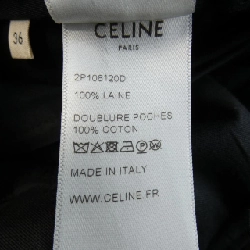 36
CELINE
PARIS
2P106120D
100% LAINE
DOUBLURE POCHES
100% COTON
MADE IN ITALY
WWW.CELINE.FR